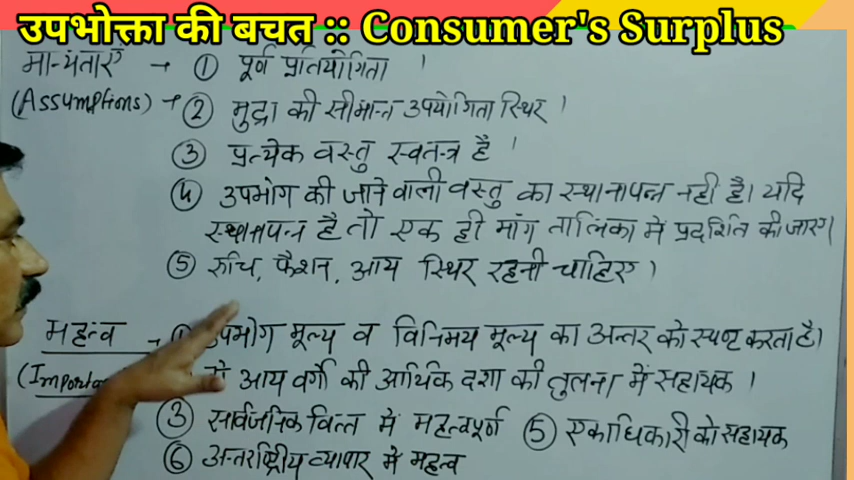 उपभोक्ता की बचत :: Consumer's Surplus
मान्यताएँ → ① पूर्ण प्रतियोगिता ।
(Assumptions) → ② मुद्रा की सीमान्त उपयोगिता स्थिर ।
③ प्रत्येक वस्तु स्वतन्त्र है ।
④ उपभोग की जाने वाली वस्तु का स्थानापन्न नहीं है। यदि
स्थानापन्न है तो एक ही मांग तालिका में प्रदर्शित की जाए।
⑤ रुचि, फैशन, आय स्थिर रहनी चाहिए ।
महत्व → उपभोग मूल्य व विनिमय मूल्य का अन्तर को स्पष्ट करता है।
(Importan आय वर्गो की आर्थिक दशा की तुलना में सहायक ।
③ सार्वजनिक वित्त में महत्वपूर्ण ⑤ एकाधिकारी को सहायक
⑥ अन्तर्राष्ट्रीय व्यापार में महत्व